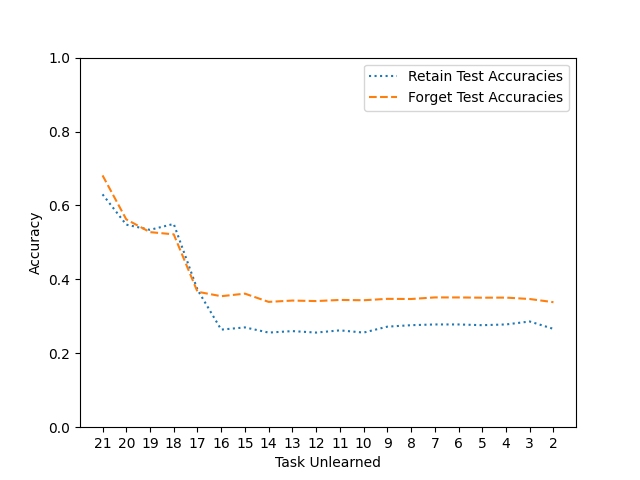 Retain Test Accuracies
Forget Test Accuracies
1.0
0.8
0.6
0.4
0.2
0.0
Accuracy
21 20 19 18 17 16 15 14 13 12 11 10 9 8 7 6 5 4 3 2
Task Unlearned